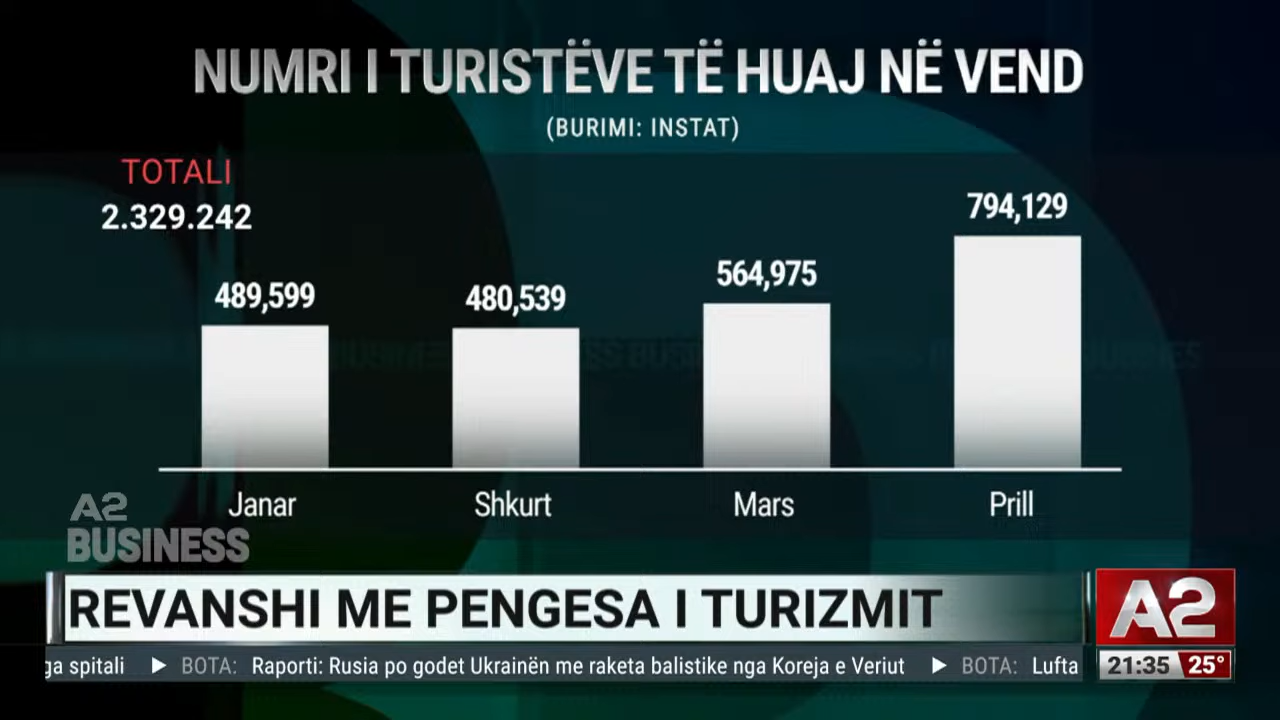 NUMRI I TURISTËVE TË HUAJ NË VEND
(BURIMI: INSTAT)
TOTALI
2.329.242
489,599
480,539
564,975
794,129
Janar
Shkurt
Mars
Prill
A2
BUSINESS
REVANSHI ME PENGESA I TURIZMIT
A2
ga spitali ▶ BOTA: Raporti: Rusia po godet Ukrainën me raketa balistike nga Koreja e Veriut ▶ BOTA: Lufta
21:35 25°